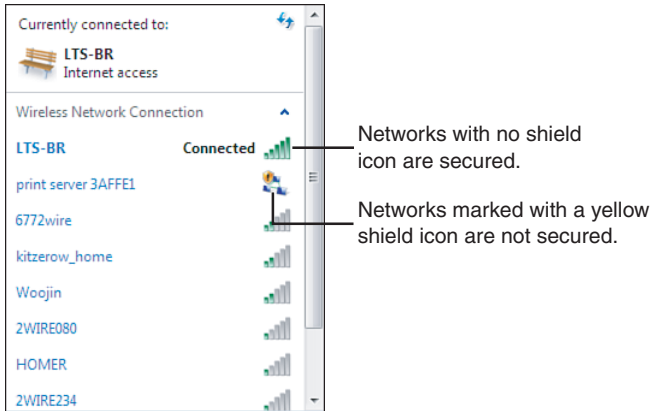 Currently connected to:
LTS-BR
Internet access
Wireless Network Connection
LTS-BR Connected
print server 3AFFE1
6772wire
kitzerow_home
Woojin
2WIRE080
HOMER
2WIRE234
Networks with no shield
icon are secured.
Networks marked with a yellow
shield icon are not secured.